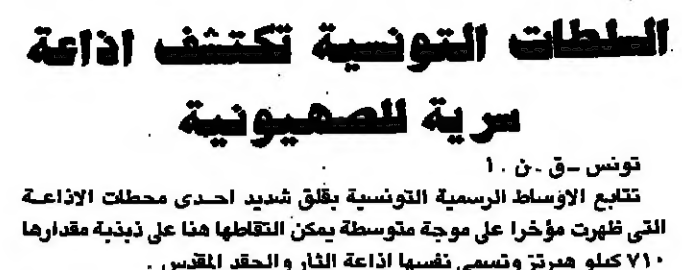 السلطات التونسية تكتشف اذاعة
سرية للصهيونية
تونس -ق .ن . ا
تتابع الاوساط الرسمية التونسية بقلق شديد احدى محطات الاذاعة
التي ظهرت مؤخرا على موجة متوسطة يمكن التقاطها هنا على ذبذبة مقدارها
٧١٠ كيلو هيرتز وتسمي نفسها اذاعة الثار والحقد المقدس .